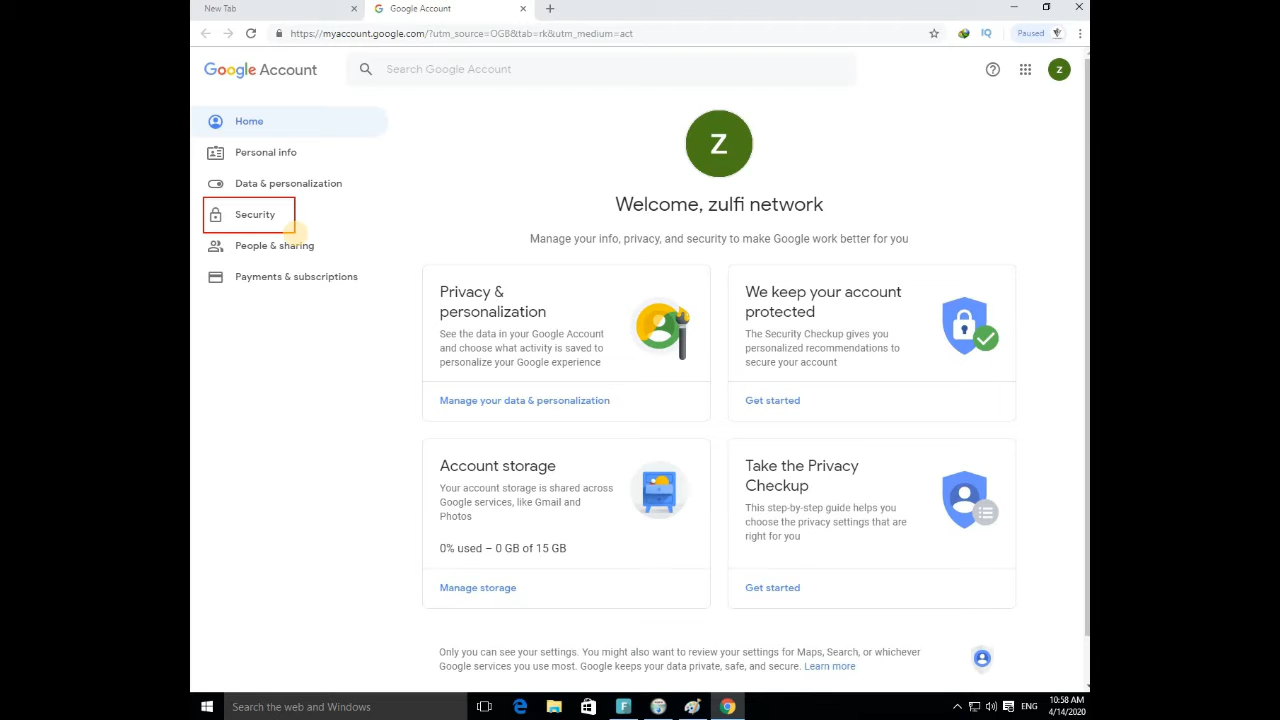 New Tab
Google Account
https://myaccount.google.com/?utm_source=OGB&tab=rk&utm_medium=act
IQ
Paused
Google Account
Search Google Account
z
Home
Personal info
Data & personalization
Security
People & sharing
Payments & subscriptions
Z
Welcome, zulfi network
Manage your info, privacy, and security to make Google work better for you
Privacy &
personalization
See the data in your Google Account
and choose what activity is saved to
personalize your Google experience
Manage your data & personalization
We keep your account
protected
The Security Checkup gives you
personalized recommendations to
secure your account
Get started
Account storage
Your account storage is shared across
Google services, like Gmail and
Photos
0% used – 0 GB of 15 GB
Manage storage
Take the Privacy
Checkup
This step-by-step guide helps you
choose the privacy settings that are
right for you
Get started
Only you can see your settings. You might also want to review your settings for Maps, Search, or whichever
Google services you use most. Google keeps your data private, safe, and secure. Learn more
Search the web and Windows
ENG
10:58 AM
4/14/2020